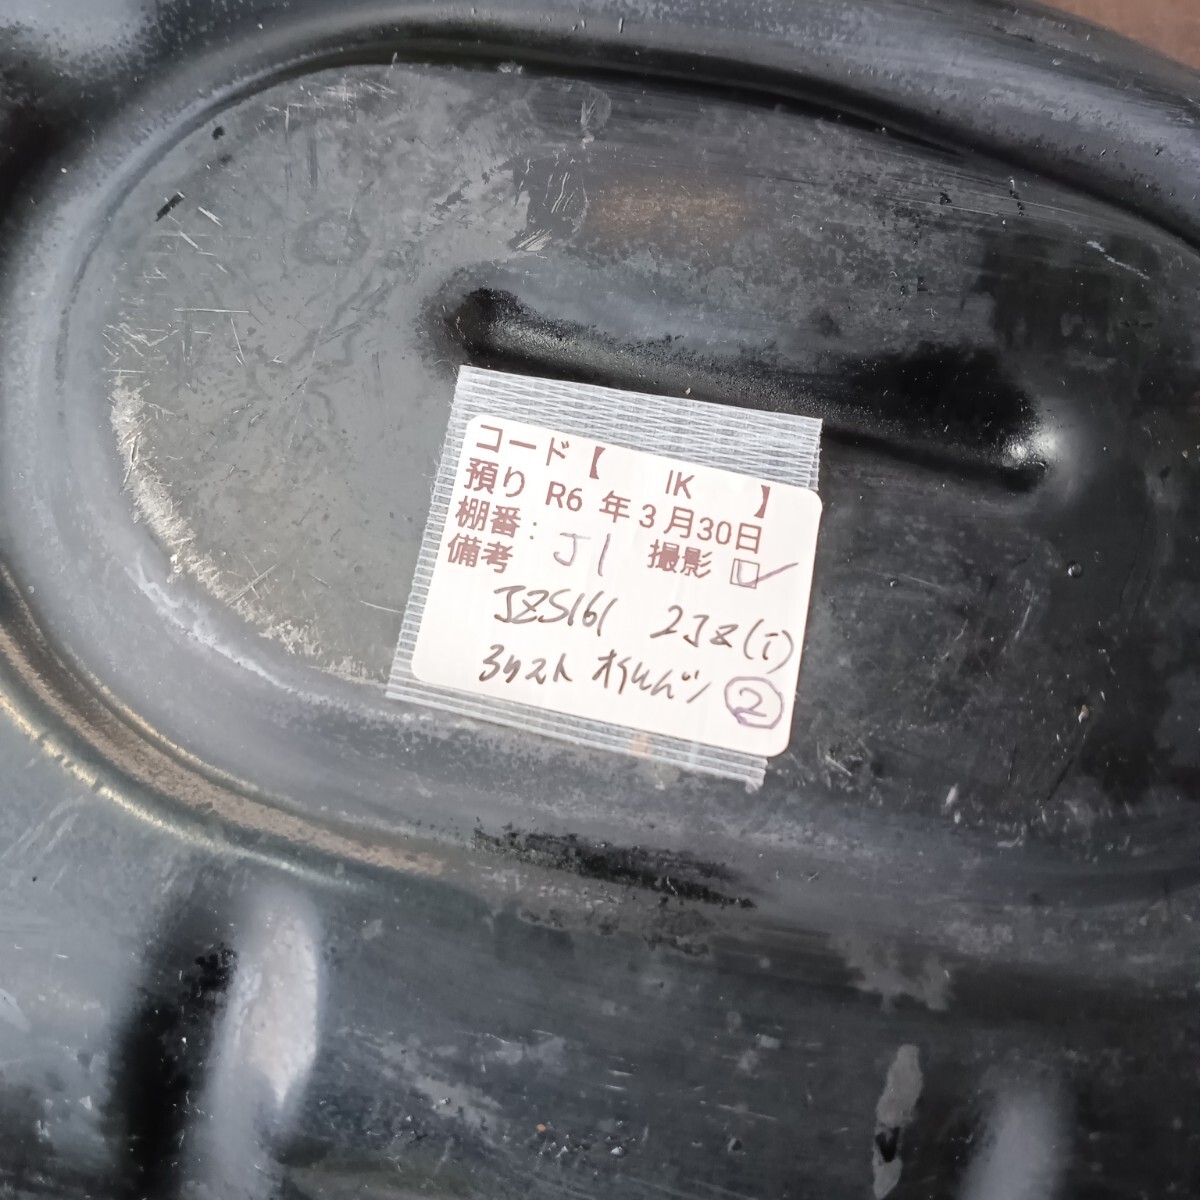 コード【 IK 】
預り R6 年 3 月30日
棚番: J1 撮影
備考
JZS161 2JZ(i)
オイルパン ②